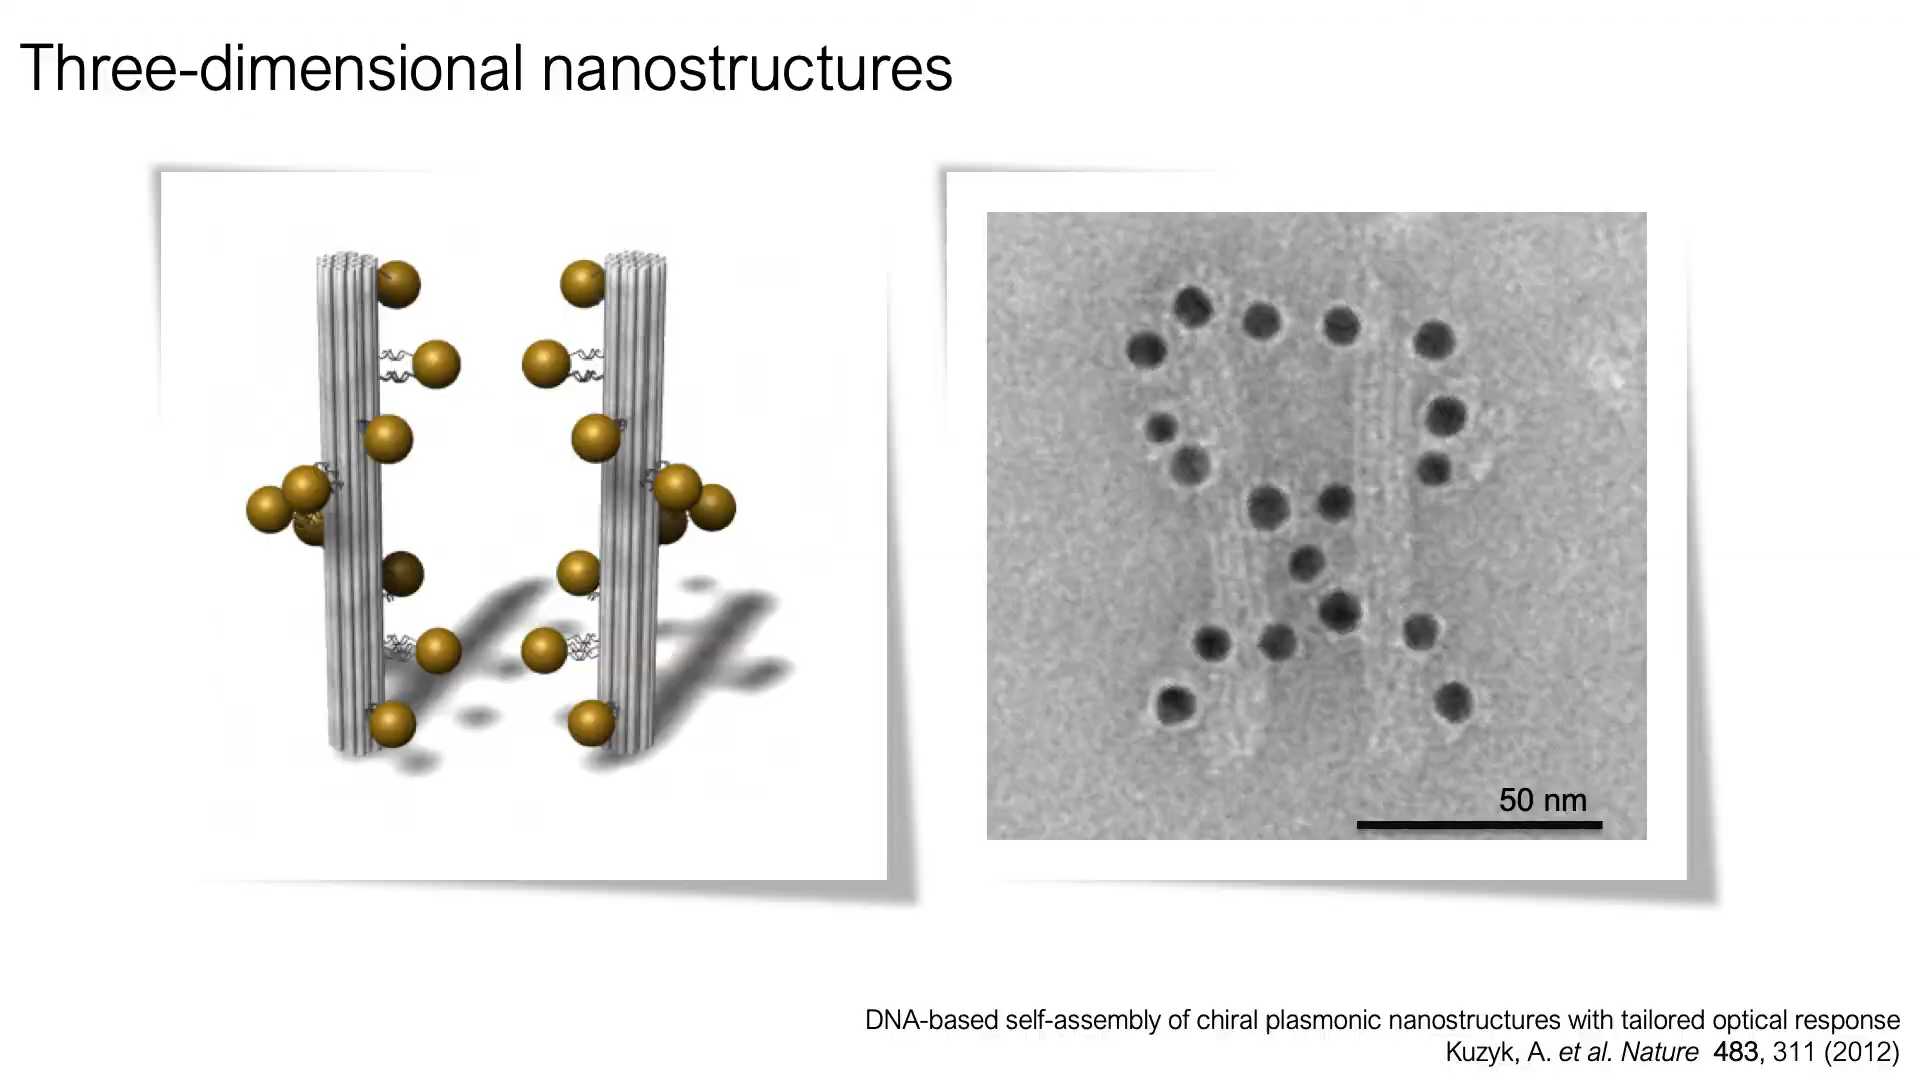 Three-dimensional nanostructures
50 nm
DNA-based self-assembly of chiral plasmonic nanostructures with tailored optical response
Kuzyk, A. et al. Nature 483, 311 (2012)